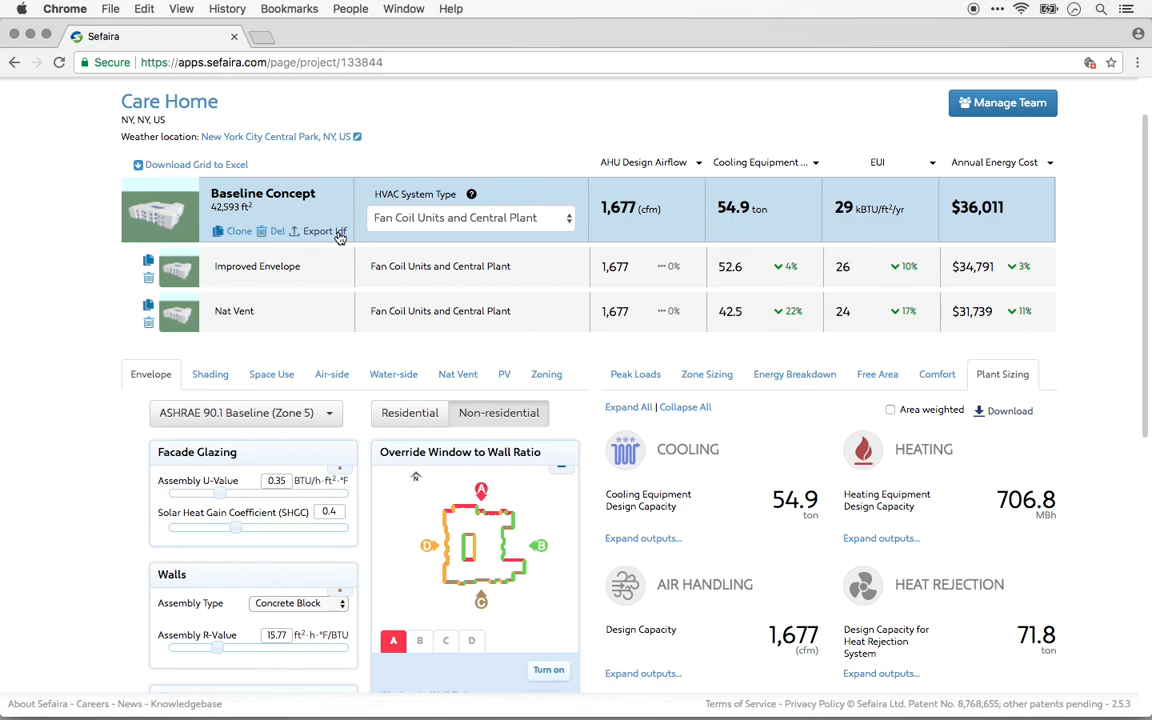 Chrome File Edit View History Bookmarks People Window Help
Sefaira
Secure https://apps.sefaira.com/page/project/133844
Care Home
NY, NY, US
Weather location: New York City Central Park, NY, US
Manage Team
Download Grid to Excel
AHU Design Airflow Cooling Equipment ... EUI Annual Energy Cost
Baseline Concept
42,593 ft²
Clone Del Export Idf
HVAC System Type ?
Fan Coil Units and Central Plant
1,677 (cfm) 54.9 ton 29 kBTU/ft²/yr $36,011
Improved Envelope Fan Coil Units and Central Plant 1,677 0% 52.6 4% 26 10% $34,791 3%
Nat Vent Fan Coil Units and Central Plant 1,677 0% 42.5 22% 24 17% $31,739 11%
Envelope Shading Space Use Air-side Water-side Nat Vent PV Zoning
Peak Loads Zone Sizing Energy Breakdown Free Area Comfort Plant Sizing
ASHRAE 90.1 Baseline (Zone 5) Residential Non-residential
Expand All | Collapse All Area weighted Download
Facade Glazing
Assembly U-Value 0.35 BTU/h·ft²·°F
Solar Heat Gain Coefficient (SHGC) 0.4
Walls
Assembly Type Concrete Block
Assembly R-Value 15.77 ft²·h·°F/BTU
Override Window to Wall Ratio
N
A
D B
C
A B C D
Turn on
COOLING
Cooling Equipment
Design Capacity
54.9
ton
Expand outputs...
HEATING
Heating Equipment
Design Capacity
706.8
MBh
Expand outputs...
AIR HANDLING
Design Capacity
1,677
(cfm)
Expand outputs...
HEAT REJECTION
Design Capacity for
Heat Rejection
System
71.8
ton
Expand outputs...
About Sefaira - Careers - News - Knowledgebase
Terms of Service - Privacy Policy © Sefaira Ltd. Patent No. 8,768,655; other patents pending - 2.5.3